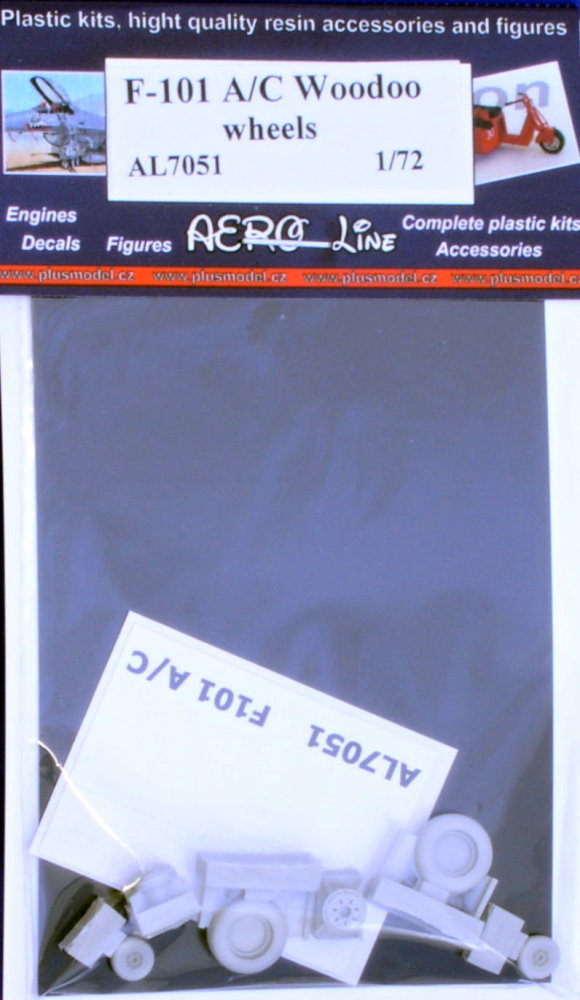 Plastic kits, hight quality resin accessories and figures
F-101 A/C Woodoo
wheels
AL7051 1/72
Engines
Decals Figures
AERO LINE
Complete plastic kits
Accessories
www.plusmodel.cz www.plusmodel.cz www.plusmodel.cz www.plusmodel.cz
AL7051 F101 A/C